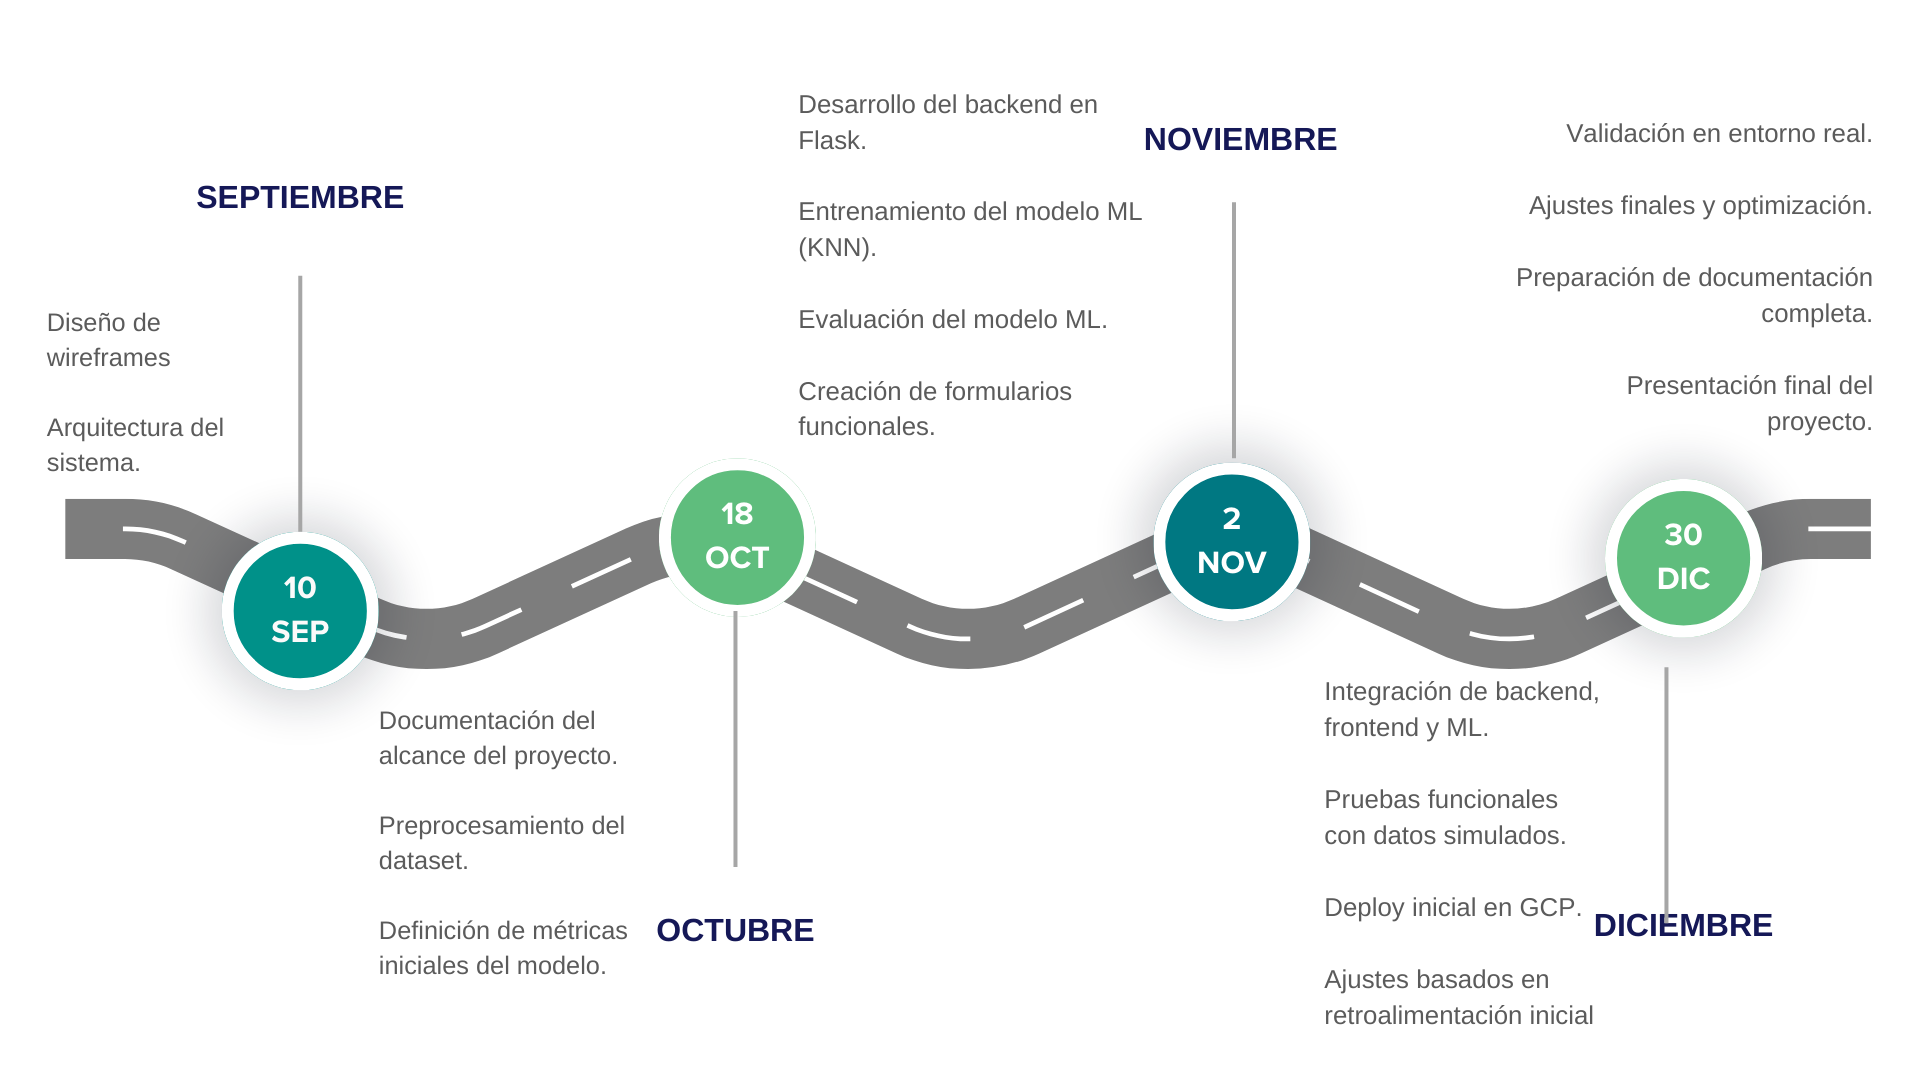 SEPTIEMBRE
Diseño de
wireframes
Arquitectura del
sistema.
10
SEP
Documentación del
alcance del proyecto.
Preprocesamiento del
dataset.
Definición de métricas
iniciales del modelo.
18
OCT
OCTUBRE
Desarrollo del backend en
Flask.
Entrenamiento del modelo ML
(KNN).
Evaluación del modelo ML.
Creación de formularios
funcionales.
NOVIEMBRE
2
NOV
Integración de backend,
frontend y ML.
Pruebas funcionales
con datos simulados.
Deploy inicial en GCP.
Ajustes basados en
retroalimentación inicial
30
DIC
DICIEMBRE
Validación en entorno real.
Ajustes finales y optimización.
Preparación de documentación
completa.
Presentación final del
proyecto.